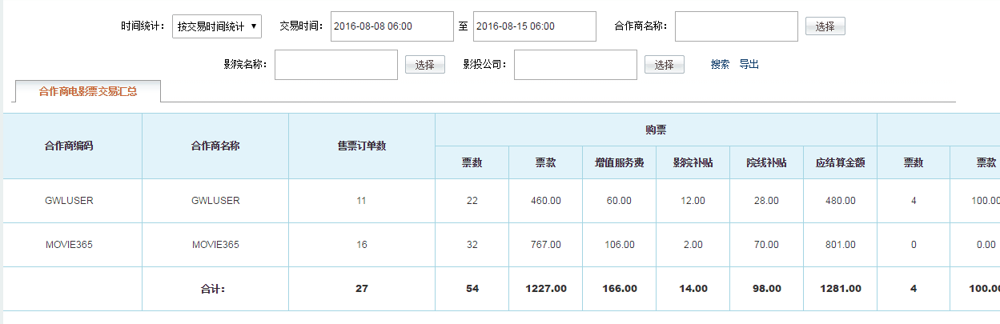 时间统计： 按交易时间统计 交易时间： 2016-08-08 06:00 至 2016-08-15 06:00 合作商名称： 选择
影院名称： 选择 影投公司： 选择 搜索 导出
合作商电影票交易汇总
购票
合作商编码 合作商名称 售票订单数
票数 票款 增值服务费 影院补贴 院线补贴 应结算金额 票数 票款
GWLUSER GWLUSER 11 22 460.00 60.00 12.00 28.00 480.00 4 100.00
MOVIE365 MOVIE365 16 32 767.00 106.00 2.00 70.00 801.00 0 0.00
合计： 27 54 1227.00 166.00 14.00 98.00 1281.00 4 100.00